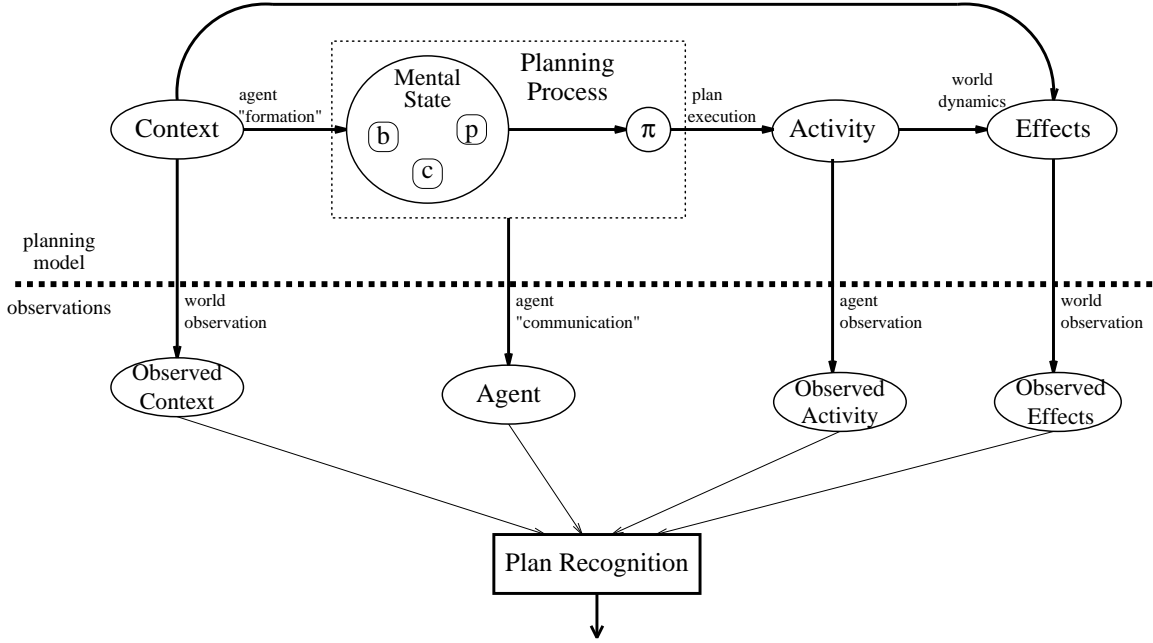 Planning
Process
Mental
State
b
p
c
π
agent
"formation"
plan
execution
world
dynamics
Context
Activity
Effects
planning
model
observations
world
observation
agent
"communication"
agent
observation
world
observation
Observed
Context
Agent
Observed
Activity
Observed
Effects
Plan Recognition